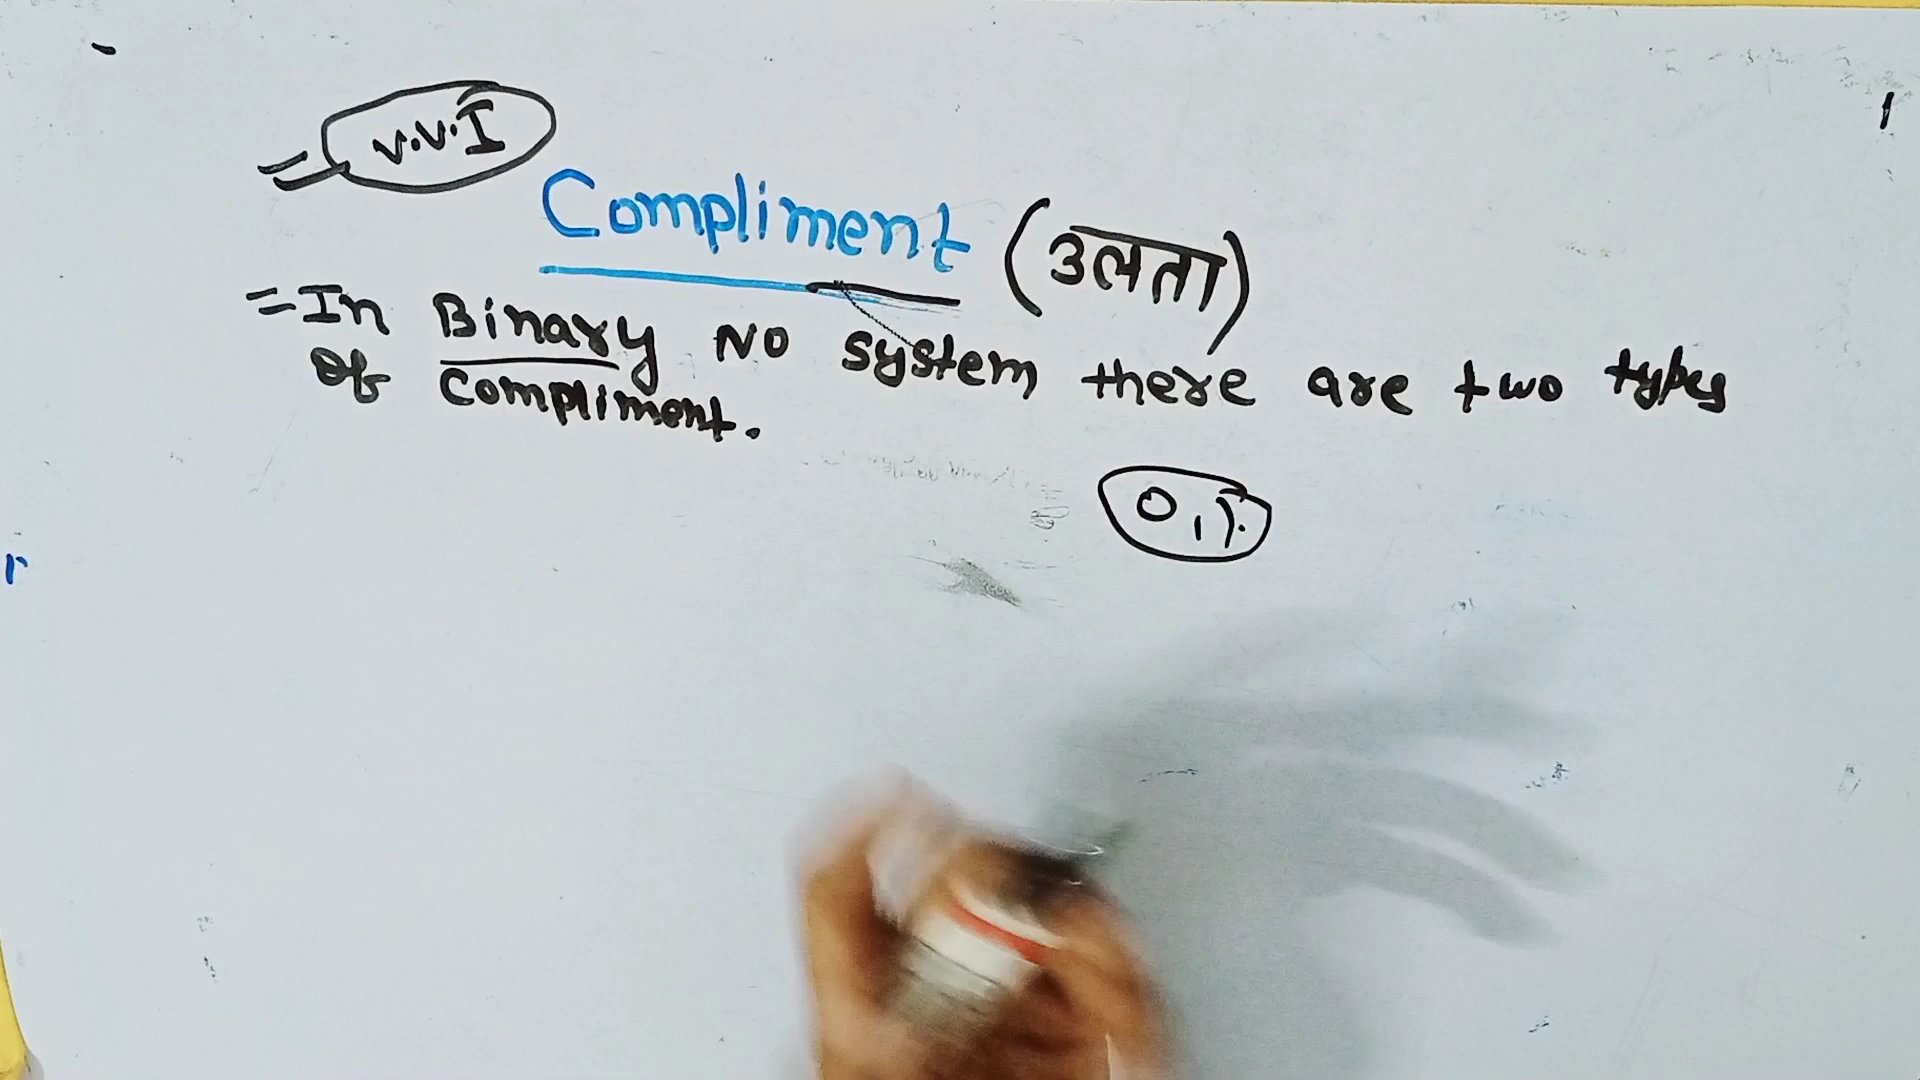 V.V.I
Compliment (उलता)
= In Binary No system there are two types
of compliment.
0,1